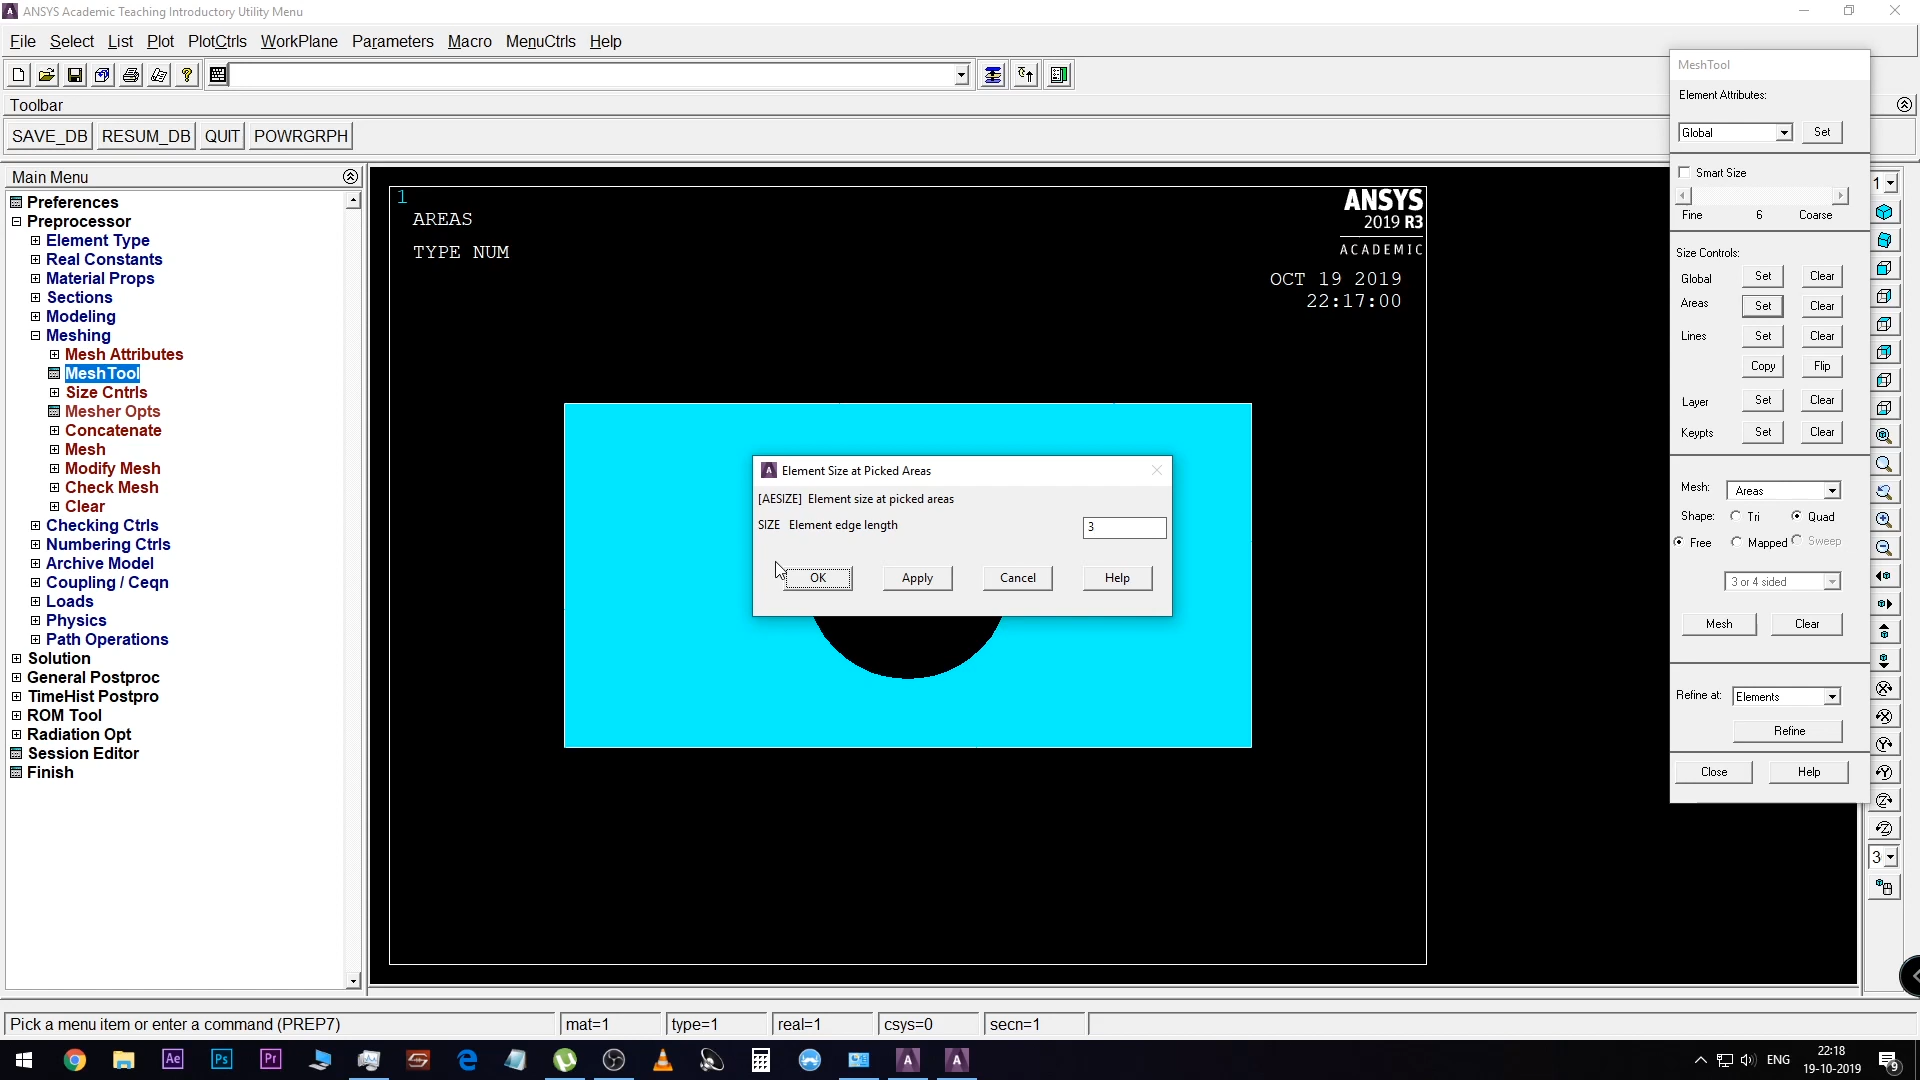 ANSYS Academic Teaching Introductory Utility Menu
File Select List Plot PlotCtrls WorkPlane Parameters Macro MenuCtrls Help
Toolbar
SAVE_DB RESUM_DB QUIT POWRGRPH
Main Menu
Preferences
Preprocessor
Element Type
Real Constants
Material Props
Sections
Modeling
Meshing
Mesh Attributes
MeshTool
Size Cntrls
Mesher Opts
Concatenate
Mesh
Modify Mesh
Check Mesh
Clear
Checking Ctrls
Numbering Ctrls
Archive Model
Coupling / Ceqn
Loads
Physics
Path Operations
Solution
General Postproc
TimeHist Postpro
ROM Tool
Radiation Opt
Session Editor
Finish
1
AREAS
TYPE NUM
ANSYS
2019 R3
ACADEMIC
OCT 19 2019
22:17:00
Element Size at Picked Areas
[AESIZE] Element size at picked areas
SIZE Element edge length 3
OK Apply Cancel Help
MeshTool
Element Attributes:
Global Set
Smart Size
Fine 6 Coarse
Size Controls:
Global Set Clear
Areas Set Clear
Lines Set Clear
Copy Flip
Layer Set Clear
Keypts Set Clear
Mesh: Areas
Shape: Tri Quad
Free Mapped Sweep
3 or 4 sided
Mesh Clear
Refine at: Elements
Refine
Close Help
1
3
Pick a menu item or enter a command (PREP7) mat=1 type=1 real=1 csys=0 secn=1
Ae Ps Pr
ENG
22:18
19-10-2019
9